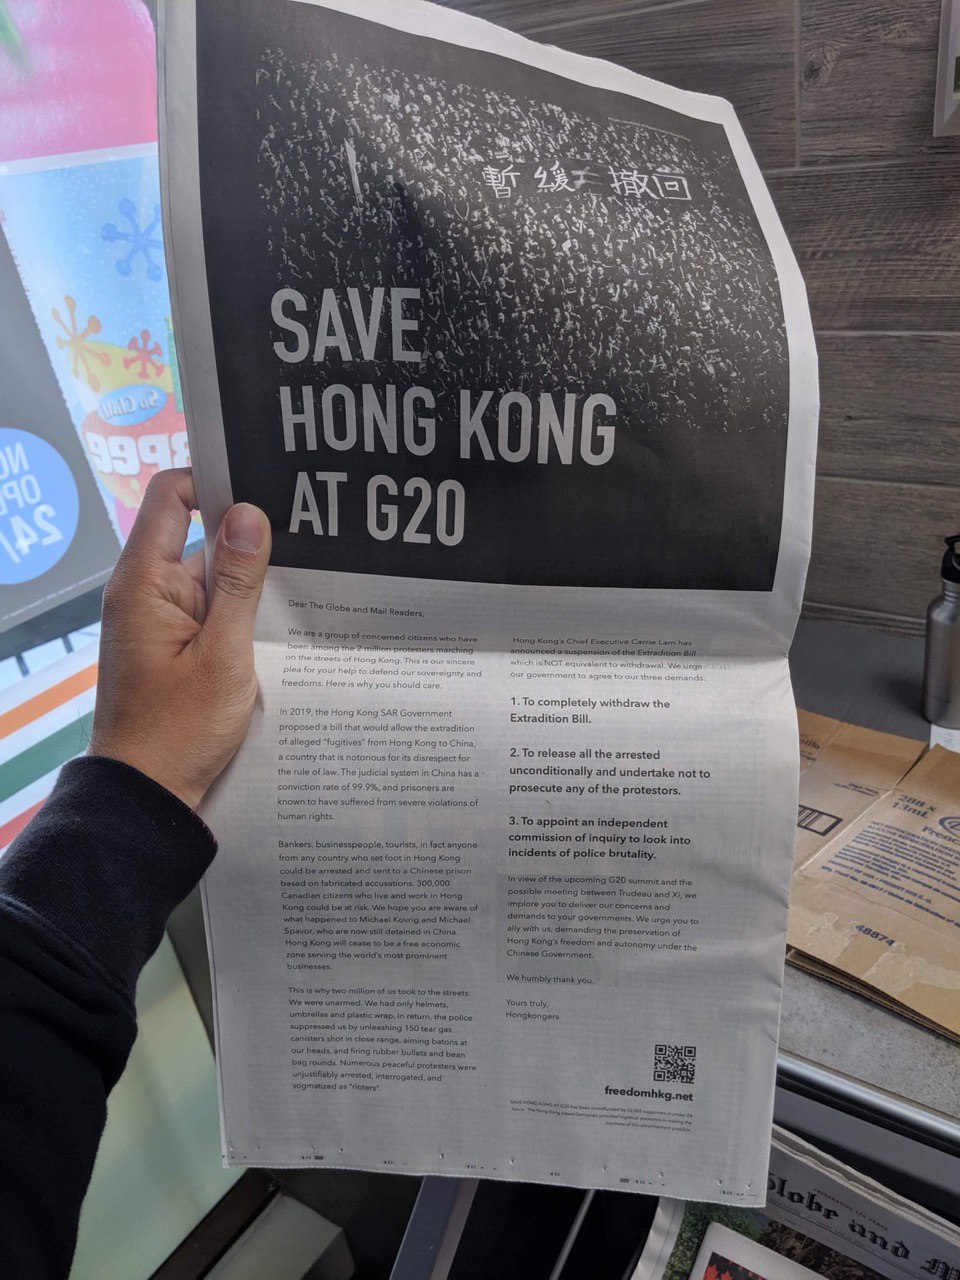 暫緩≠撤回
SAVE
HONG KONG
AT G20
Dear The Globe and Mail Readers,
We are a group of concerned citizens who have
been among the 2 million protesters marching
on the streets of Hong Kong. This is our sincere
plea for your help to defend our sovereignty and
freedoms. Here is why you should care.
In 2019, the Hong Kong SAR Government
proposed a bill that would allow the extradition
of alleged "fugitives" from Hong Kong to China,
a country that is notorious for its disrespect for
the rule of law. The judicial system in China has a
conviction rate of 99.9%, and prisoners are
known to have suffered from severe violations of
human rights.
Bankers, businesspeople, tourists, in fact anyone
from any country who set foot in Hong Kong
could be arrested and sent to a Chinese prison
based on fabricated accusations. 300,000
Canadian citizens who live and work in Hong
Kong could be at risk. We hope you are aware of
what happened to Michael Kovrig and Michael
Spavor, who are now still detained in China.
Hong Kong will cease to be a free economic
zone serving the world's most prominent
businesses.
This is why two million of us took to the streets.
We were unarmed. We had only helmets,
umbrellas and plastic wrap. In return, the police
suppressed us by unleashing 150 tear gas
canisters shot in close range, aiming batons at
our heads, and firing rubber bullets and bean
bag rounds. Numerous peaceful protesters were
unjustifiably arrested, interrogated, and
stigmatized as "rioters".
Hong Kong's Chief Executive Carrie Lam has
announced a suspension of the Extradition Bill
which is NOT equivalent to withdrawal. We urge
our government to agree to our three demands:
1. To completely withdraw the
Extradition Bill.
2. To release all the arrested
unconditionally and undertake not to
prosecute any of the protestors.
3. To appoint an independent
commission of inquiry to look into
incidents of police brutality.
In view of the upcoming G20 summit and the
possible meeting between Trudeau and Xi, we
implore you to deliver our concerns and
demands to your governments. We urge you to
ally with us, demanding the preservation of
Hong Kong's freedom and autonomy under the
Chinese Government.
We humbly thank you.
Yours truly,
Hongkongers
freedomhkg.net
SAVE HONG KONG AT G20 has been crowdfunded by supporters in under
hours. The Hong Kong based provided logistical assistance in making the
purchase of this advertisement possible.
So Chill
24/
288 x
13mL
48874
Globe and M